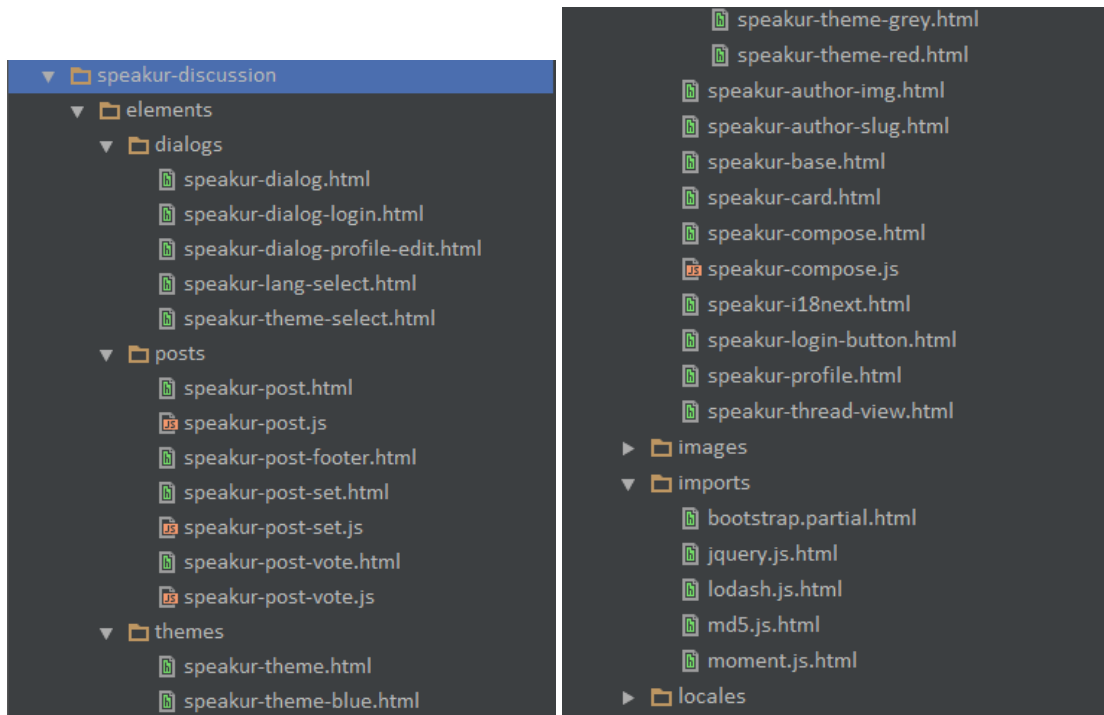 speakur-discussion
elements
dialogs
speakur-dialog.html
speakur-dialog-login.html
speakur-dialog-profile-edit.html
speakur-lang-select.html
speakur-theme-select.html
posts
speakur-post.html
speakur-post.js
speakur-post-footer.html
speakur-post-set.html
speakur-post-set.js
speakur-post-vote.html
speakur-post-vote.js
themes
speakur-theme.html
speakur-theme-blue.html
speakur-theme-grey.html
speakur-theme-red.html
speakur-author-img.html
speakur-author-slug.html
speakur-base.html
speakur-card.html
speakur-compose.html
speakur-compose.js
speakur-i18next.html
speakur-login-button.html
speakur-profile.html
speakur-thread-view.html
images
imports
bootstrap.partial.html
jquery.js.html
lodash.js.html
md5.js.html
moment.js.html
locales